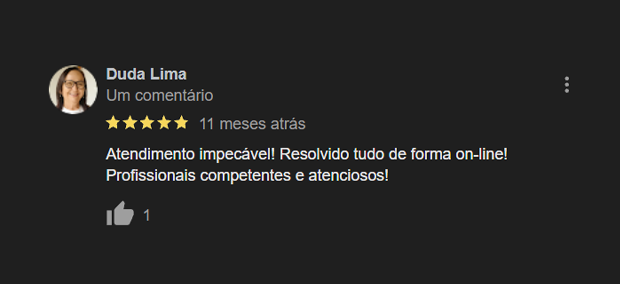 Duda Lima
Um comentário
11 meses atrás
Atendimento impecável! Resolvido tudo de forma on-line!
Profissionais competentes e atenciosos!
1